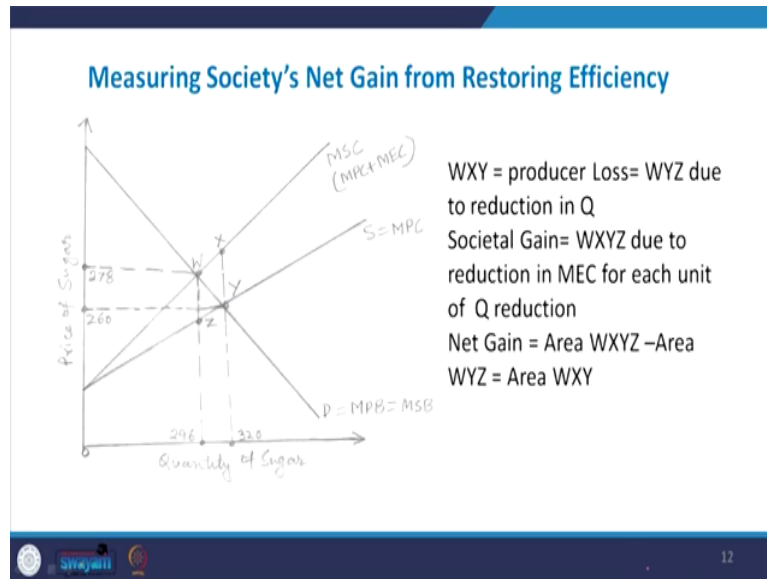 Measuring Society's Net Gain from Restoring Efficiency
MSC
(MPC+MEC)
S=MPC
X
W
Y
Z
278
260
Price of Sugar
D=MPB=MSB
296
320
0
Quantity of Sugar
WXY = producer Loss= WYZ due
to reduction in Q
Societal Gain= WXYZ due to
reduction in MEC for each unit
of Q reduction
Net Gain = Area WXYZ –Area
WYZ = Area WXY
swayam
12